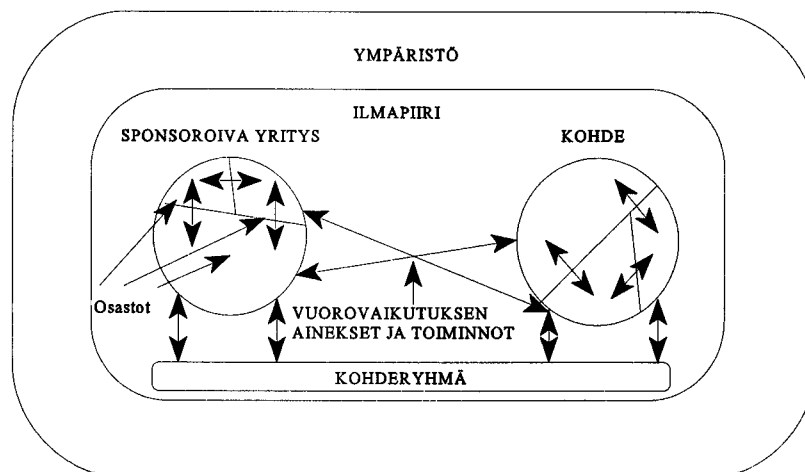 YMPÄRISTÖ
ILMAPIIRI
SPONSOROIVA YRITYS
KOHDE
Osastot
VUOROVAIKUTUKSEN
AINEKSET JA TOIMINNOT
KOHDERYHMÄ